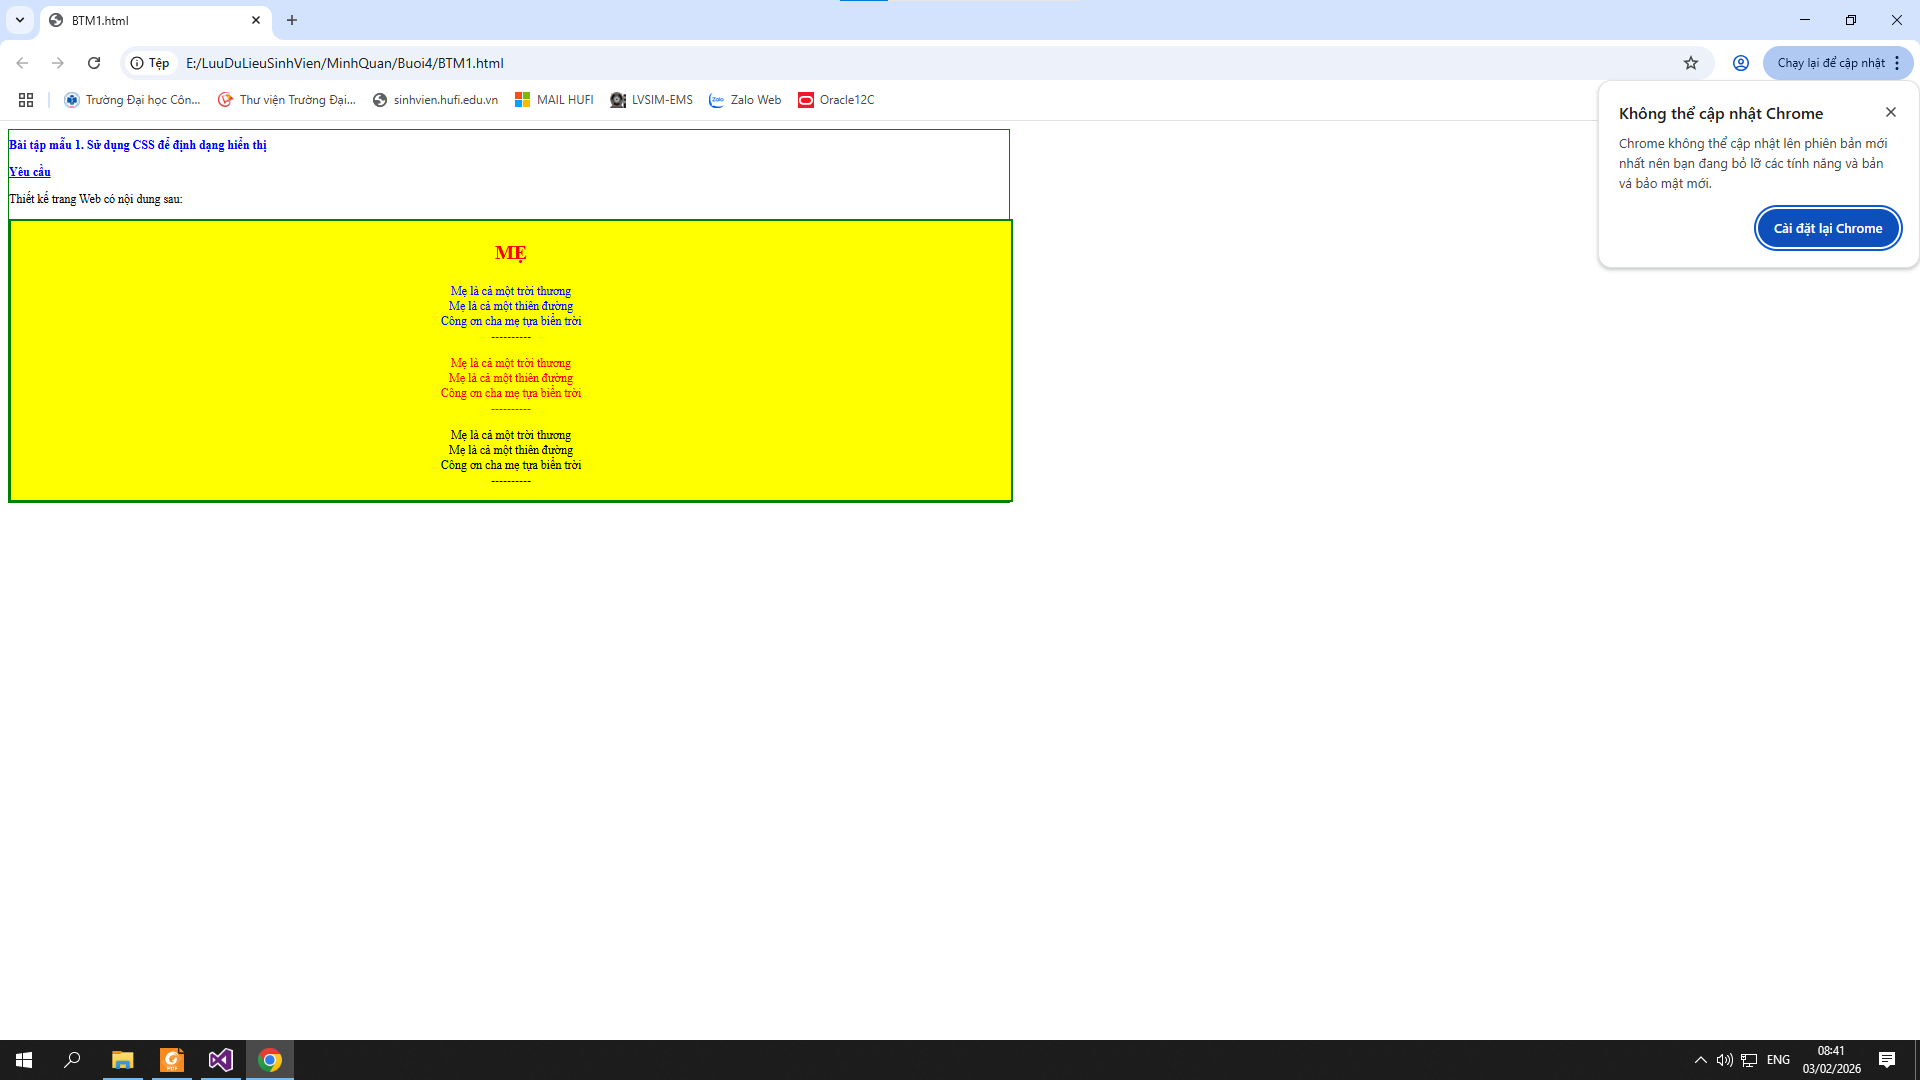 BTM1.html
Tệp
E:/LuuDuLieuSinhVien/MinhQuan/Buoi4/BTM1.html
Chạy lại để cập nhật
Trường Đại học Côn...
Thư viện Trường Đại...
sinhvien.hufi.edu.vn
MAIL HUFI
LVSIM-EMS
Zalo Web
Oracle12C
Không thể cập nhật Chrome
Chrome không thể cập nhật lên phiên bản mới
nhất nên bạn đang bỏ lỡ các tính năng và bản
vá bảo mật mới.
Cài đặt lại Chrome
Bài tập mẫu 1. Sử dụng CSS để định dạng hiển thị
Yêu cầu
Thiết kế trang Web có nội dung sau:
MẸ
Mẹ là cả một trời thương
Mẹ là cả một thiên đường
Công ơn cha mẹ tựa biển trời
----------
Mẹ là cả một trời thương
Mẹ là cả một thiên đường
Công ơn cha mẹ tựa biển trời
----------
Mẹ là cả một trời thương
Mẹ là cả một thiên đường
Công ơn cha mẹ tựa biển trời
----------
ENG
08:41
03/02/2026